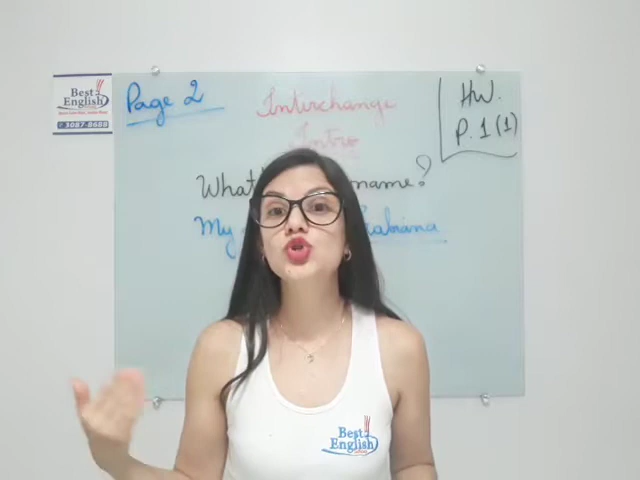 Best
English
3087-8688
Page 2
Interchange
Intro
HW.
P. 1 (1)
What name?
My
Best
English